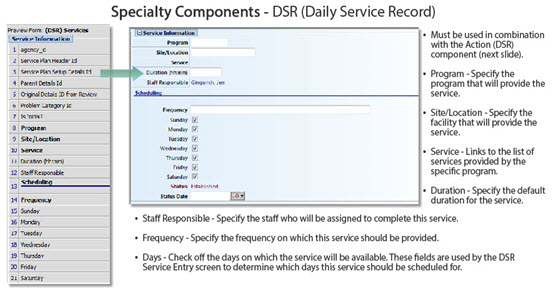 Specialty Components - DSR (Daily Service Record)
Preview Form: (DSR) Services
Service Information
1 agency_id
2 Service Plan Header Id
3 Service Plan Setup Details Id
4 Parent Details Id
5 Original Details ID from Review
6 Problem Category Id
7 Is Initial?
8 Program
9 Site/Location
10 Service
11 Duration (hh:mm)
12 Staff Responsible
13 Scheduling
14 Frequency
15 Sunday
16 Monday
17 Tuesday
18 Wednesday
19 Thursday
20 Friday
21 Saturday
Service Information
Program
Site/Location
Service
Duration (hh:mm)
Staff Responsible Gingerich, Jen
Scheduling
Frequency
Sunday
Monday
Tuesday
Wednesday
Thursday
Friday
Saturday
Status Established
Status Date
• Must be used in combination
with the Action (DSR)
component (next slide).
• Program - Specify the
program that will provide the
service.
• Site/Location - Specify the
facility that will provide the
service.
• Service - Links to the list of
services provided by the
specific program.
• Duration - Specify the default
duration for the service.
• Staff Responsible - Specify the staff who will be assigned to complete this service.
• Frequency - Specify the frequency on which this service should be provided.
• Days - Check off the days on which the service will be available. These fields are used by the DSR
Service Entry screen to determine which days this service should be scheduled for.